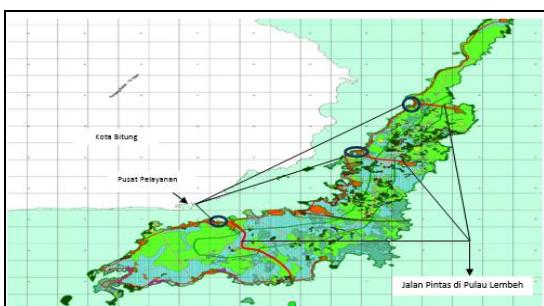 Kota Bitung
Pusat Pelayanan
Jalan Pintas di Pulau Lembeh